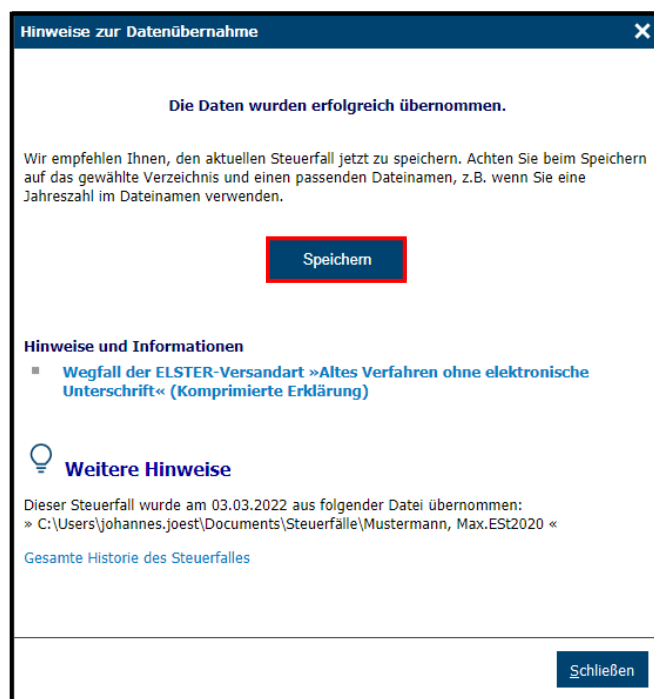 Hinweise zur Datenübernahme
Die Daten wurden erfolgreich übernommen.
Wir empfehlen Ihnen, den aktuellen Steuerfall jetzt zu speichern. Achten Sie beim Speichern
auf das gewählte Verzeichnis und einen passenden Dateinamen, z.B. wenn Sie eine
Jahreszahl im Dateinamen verwenden.
Speichern
Hinweise und Informationen
Wegfall der ELSTER-Versandart »Altes Verfahren ohne elektronische
Unterschrift« (Komprimierte Erklärung)
Weitere Hinweise
Dieser Steuerfall wurde am 03.03.2022 aus folgender Datei übernommen:
» C:\Users\johannes.joest\Documents\Steuerfälle\Mustermann, Max.ESt2020 «
Gesamte Historie des Steuerfalles
Schließen